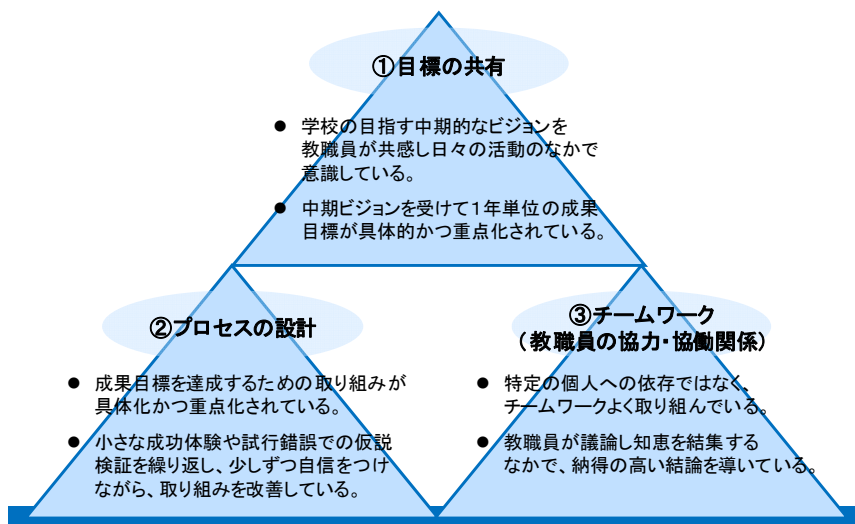 ①目標の共有
● 学校の目指す中期的なビジョンを
教職員が共感し日々の活動のなかで
意識している。
● 中期ビジョンを受けて１年単位の成果
目標が具体的かつ重点化されている。
②プロセスの設計
● 成果目標を達成するための取り組みが
具体化かつ重点化されている。
● 小さな成功体験や試行錯誤での仮説
検証を繰り返し、少しずつ自信をつけ
ながら、取り組みを改善している。
③チームワーク
（教職員の協力・協働関係）
● 特定の個人への依存ではなく、
チームワークよく取り組んでいる。
● 教職員が議論し知恵を結集する
なかで、納得の高い結論を導いている。